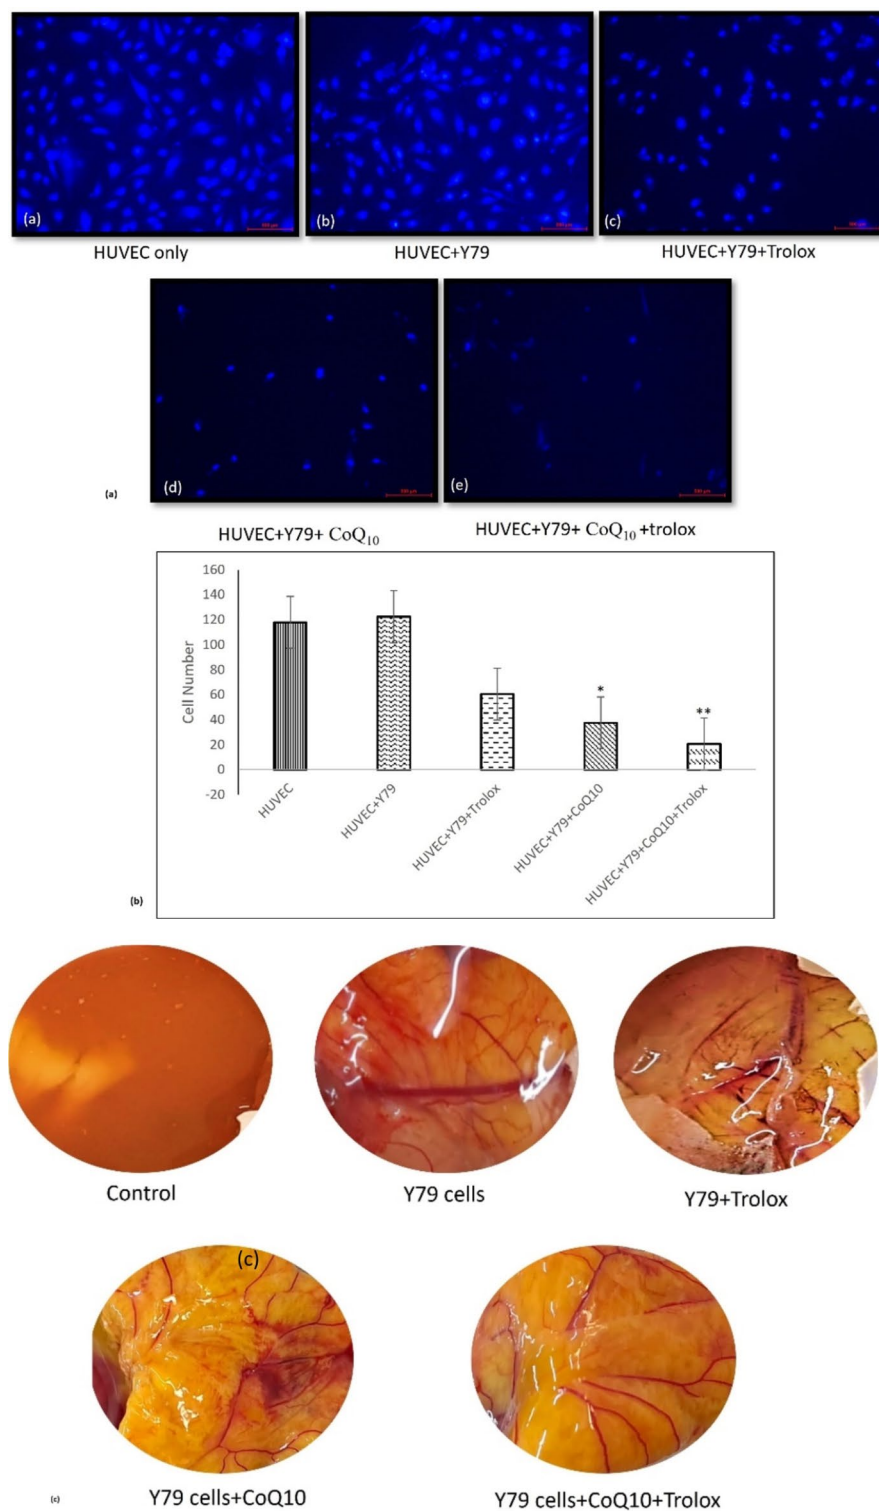 (a) (b) (c)
HUVEC only HUVEC+Y79 HUVEC+Y79+Trolox
(d) (e)
(a)
HUVEC+Y79+ CoQ10 HUVEC+Y79+ CoQ10 +trolox
160
140
120
100
80
60
40
20
0
-20
Cell Number
*
**
HUVEC
HUVEC+Y79
HUVEC+Y79+Trolox
HUVEC+Y79+CoQ10
HUVEC+Y79+CoQ10+Trolox
(b)
Control Y79 cells Y79+Trolox
(c)
Y79 cells+CoQ10 Y79 cells+CoQ10+Trolox
(c)